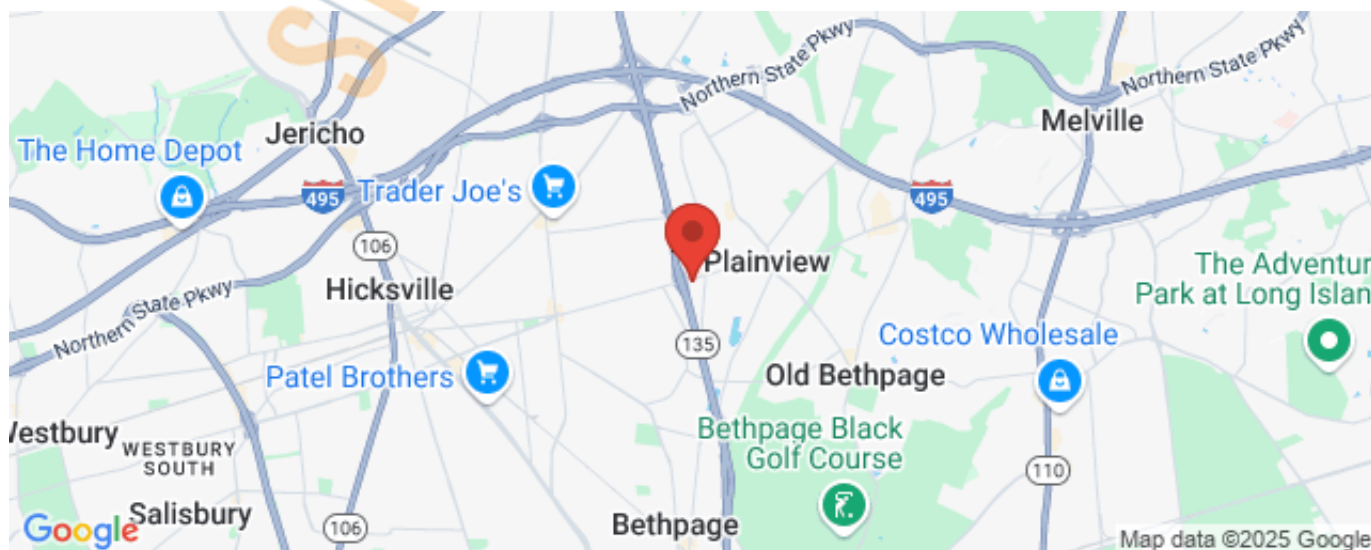 Northern State Pkwy
Northern State Pkwy
Jericho
Melville
The Home Depot
Trader Joe's
495
495
106
Plainview
Hicksville
The Adventur
Park at Long Islan
Northern State Pkwy
135
Costco Wholesale
Patel Brothers
Old Bethpage
Westbury
WESTBURY
SOUTH
Bethpage Black
Golf Course
110
Salisbury
106
Bethpage
Google
Map data ©2025 Google